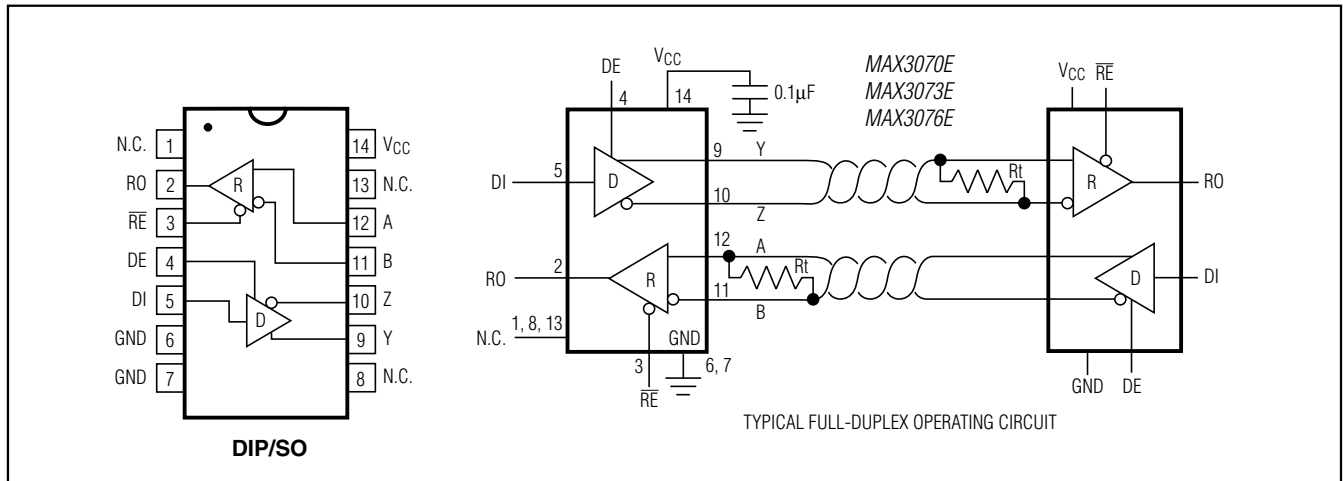 N.C. 1
RO 2
RE 3
DE 4
DI 5
GND 6
GND 7
R
D
14 VCC
13 N.C.
12 A
11 B
10 Z
9 Y
8 N.C.
DIP/SO
DE
4
VCC
14
0.1µF
MAX3070E
MAX3073E
MAX3076E
VCC RE
DI 5
D
9 Y
10 Z
Rt
R
RO
RO 2
R
12 A
11 B
Rt
D
DI
N.C. 1, 8, 13
GND
3
RE
6, 7
GND DE
TYPICAL FULL-DUPLEX OPERATING CIRCUIT